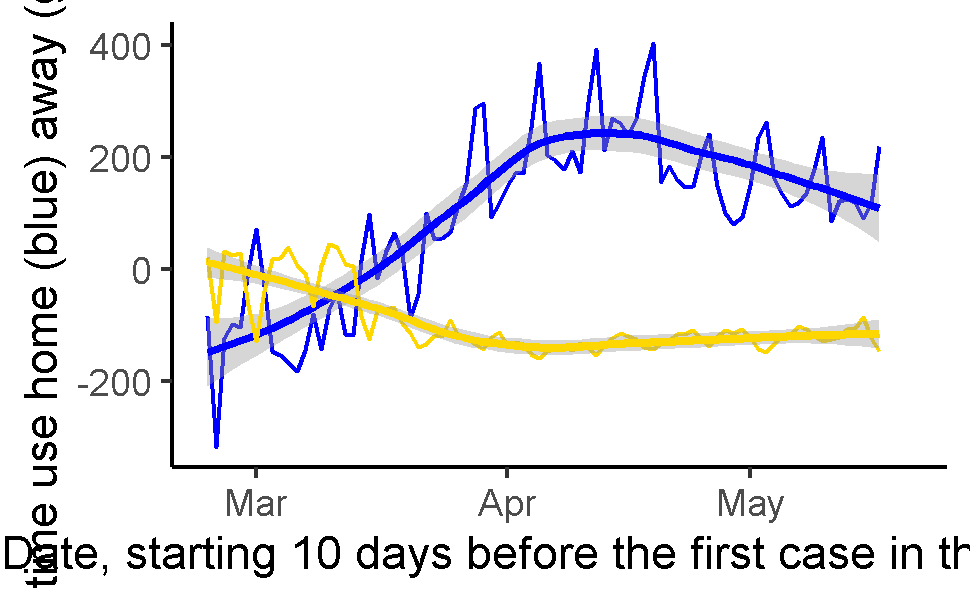 time use home (blue) away (
400
200
0
-200
Mar Apr May
Date, starting 10 days before the first case in th